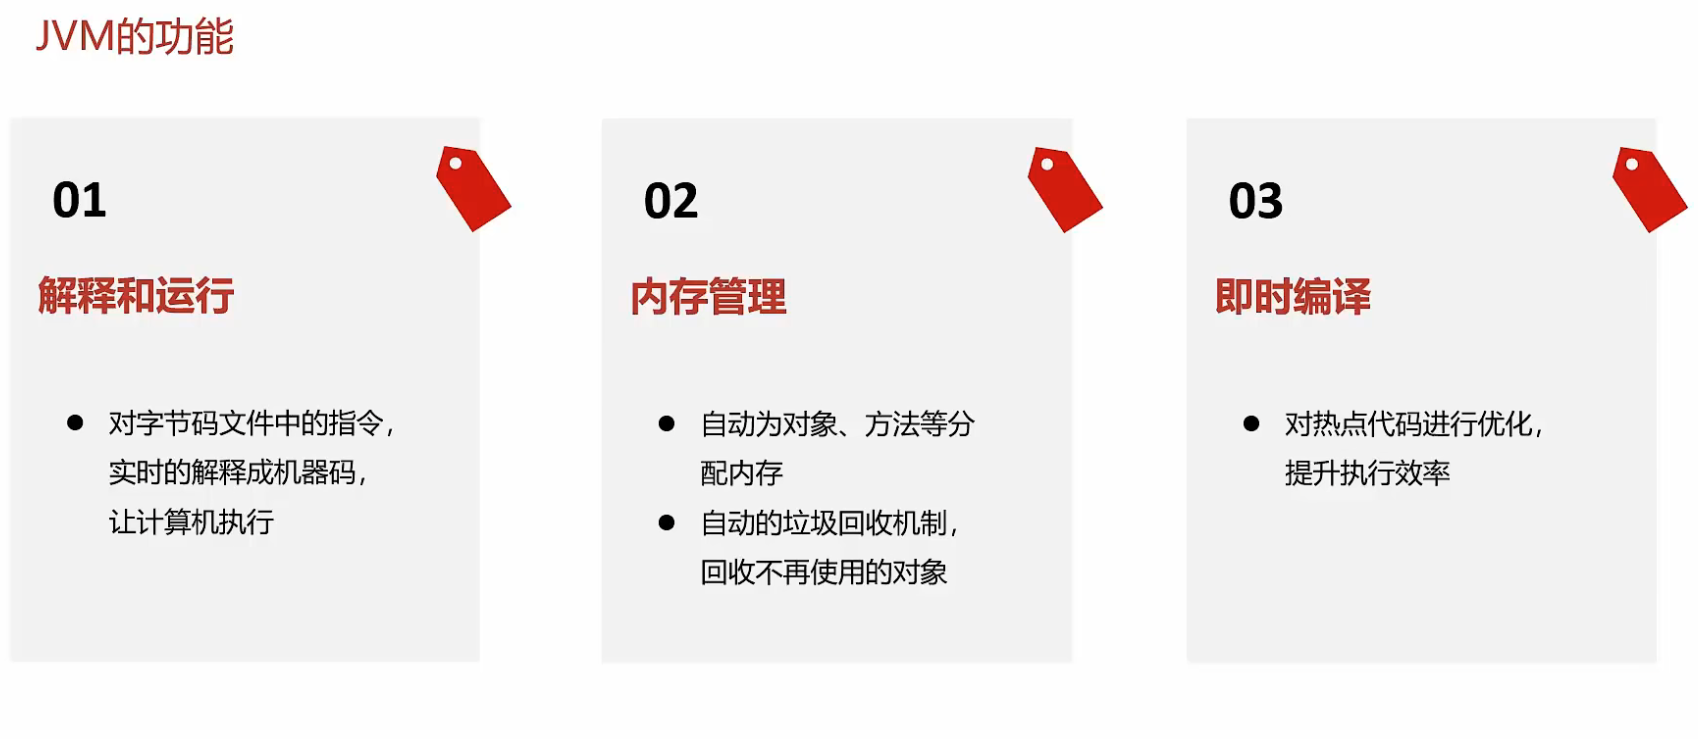 JVM的功能
01
解释和运行
对字节码文件中的指令,
实时的解释成机器码,
让计算机执行
02
内存管理
自动为对象、方法等分
配内存
自动的垃圾回收机制,
回收不再使用的对象
03
即时编译
对热点代码进行优化,
提升执行效率